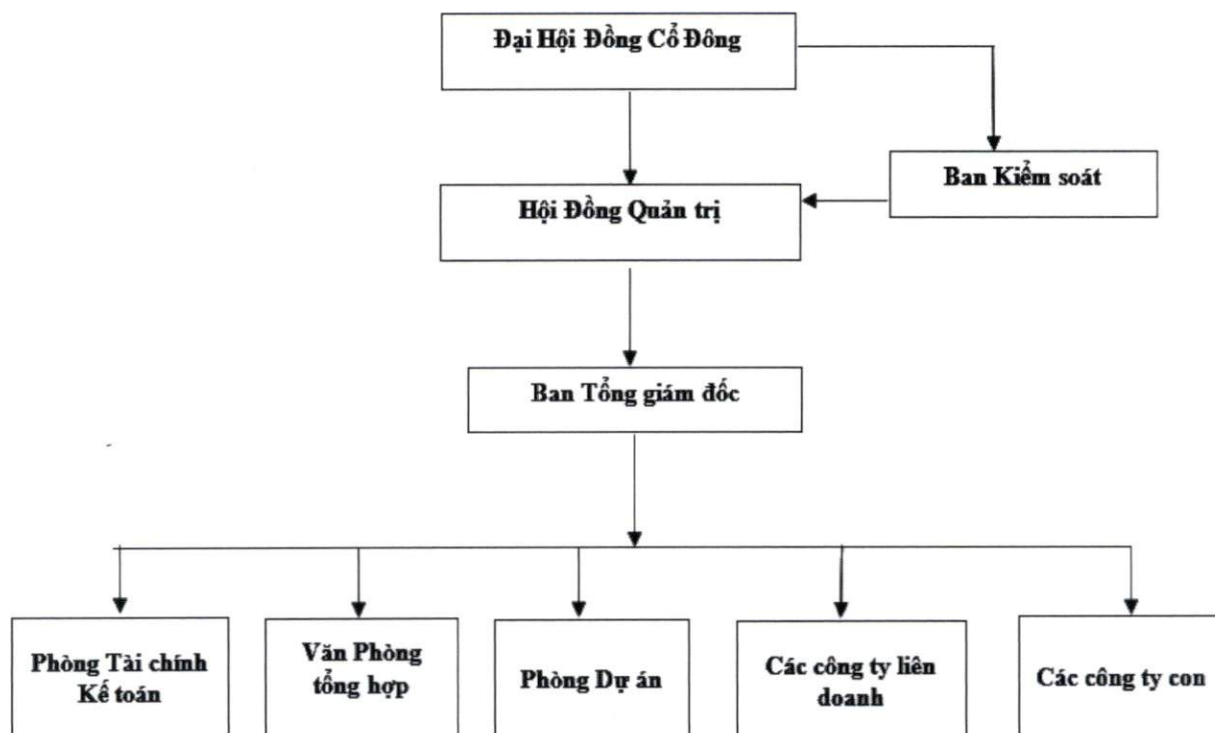 Đại Hội Đồng Cổ Đông
Ban Kiểm soát
Hội Đồng Quản trị
Ban Tổng giám đốc
Phòng Tài chính
Kế toán
Văn Phòng
tổng hợp
Phòng Dự án
Các công ty liên
doanh
Các công ty con